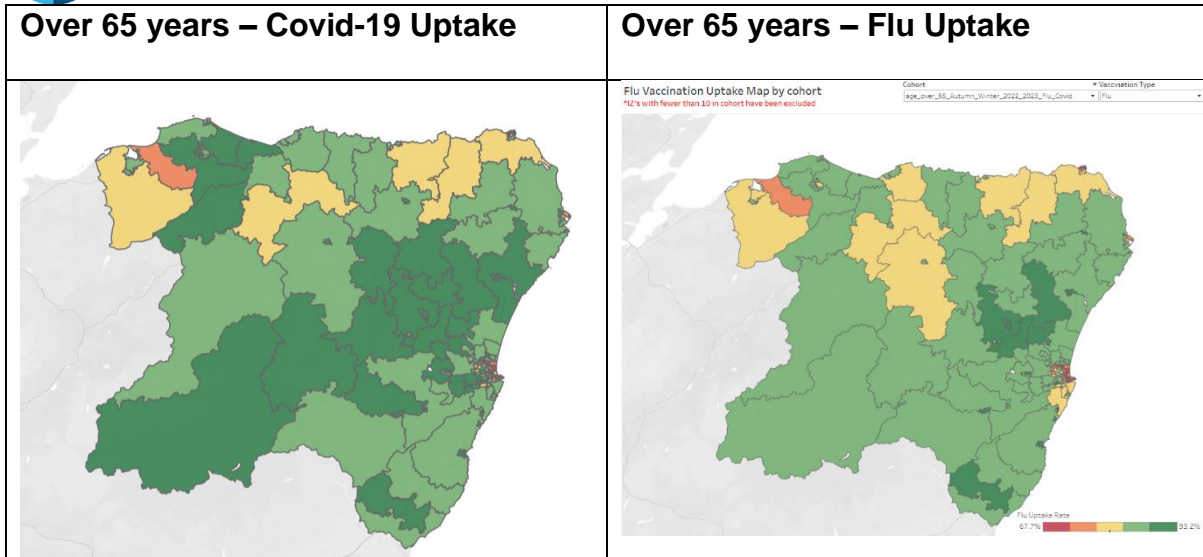 Over 65 years – Covid-19 Uptake
Over 65 years – Flu Uptake
Flu Vaccination Uptake Map by cohort
*IZ's with fewer than 10 in cohort have been excluded
Cohort
age_over_65_Autumn_Winter_2022_2023_Flu_Covid
Vaccination Type
Flu
Flu Uptake Rate
67.7%
93.2%